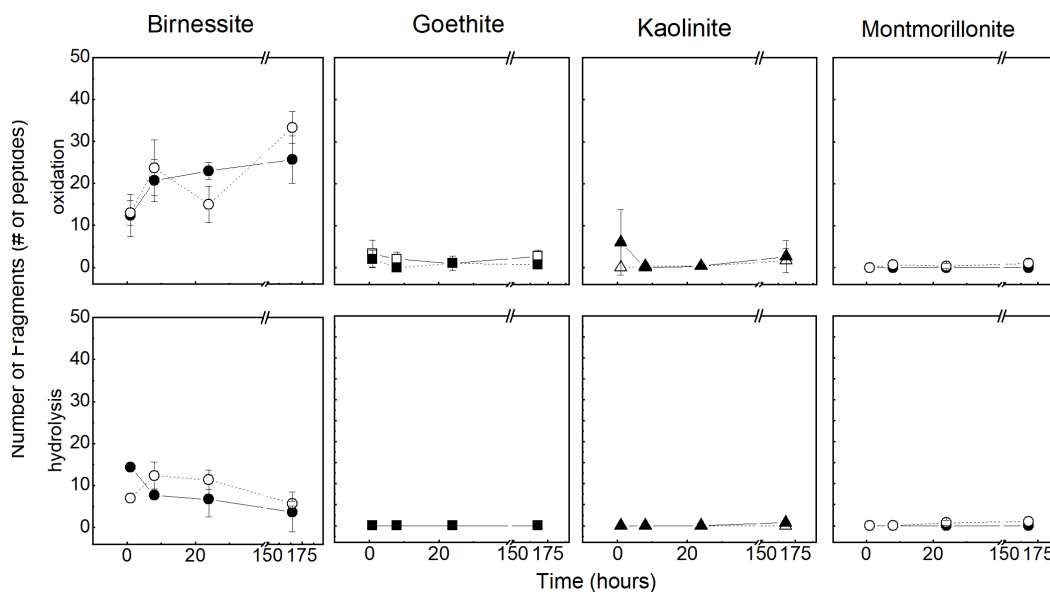 Birnessite Goethite Kaolinite Montmorillonite
Number of Fragments (# of peptides)
oxidation
50
40
30
20
10
0
hydrolysis
50
40
30
20
10
0
0 20 150 175 0 20 150 175 0 20 150 175 0 20 150 175
Time (hours)